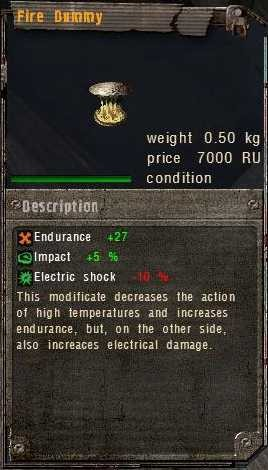 Fire Dummy
weight 0.50 kg
price 7000 RU
condition
Description
Endurance +27
Impact +5 %
Electric shock -10 %
This modificate decreases the action
of high temperatures and increases
endurance, but, on the other side,
also increaces electrical damage.